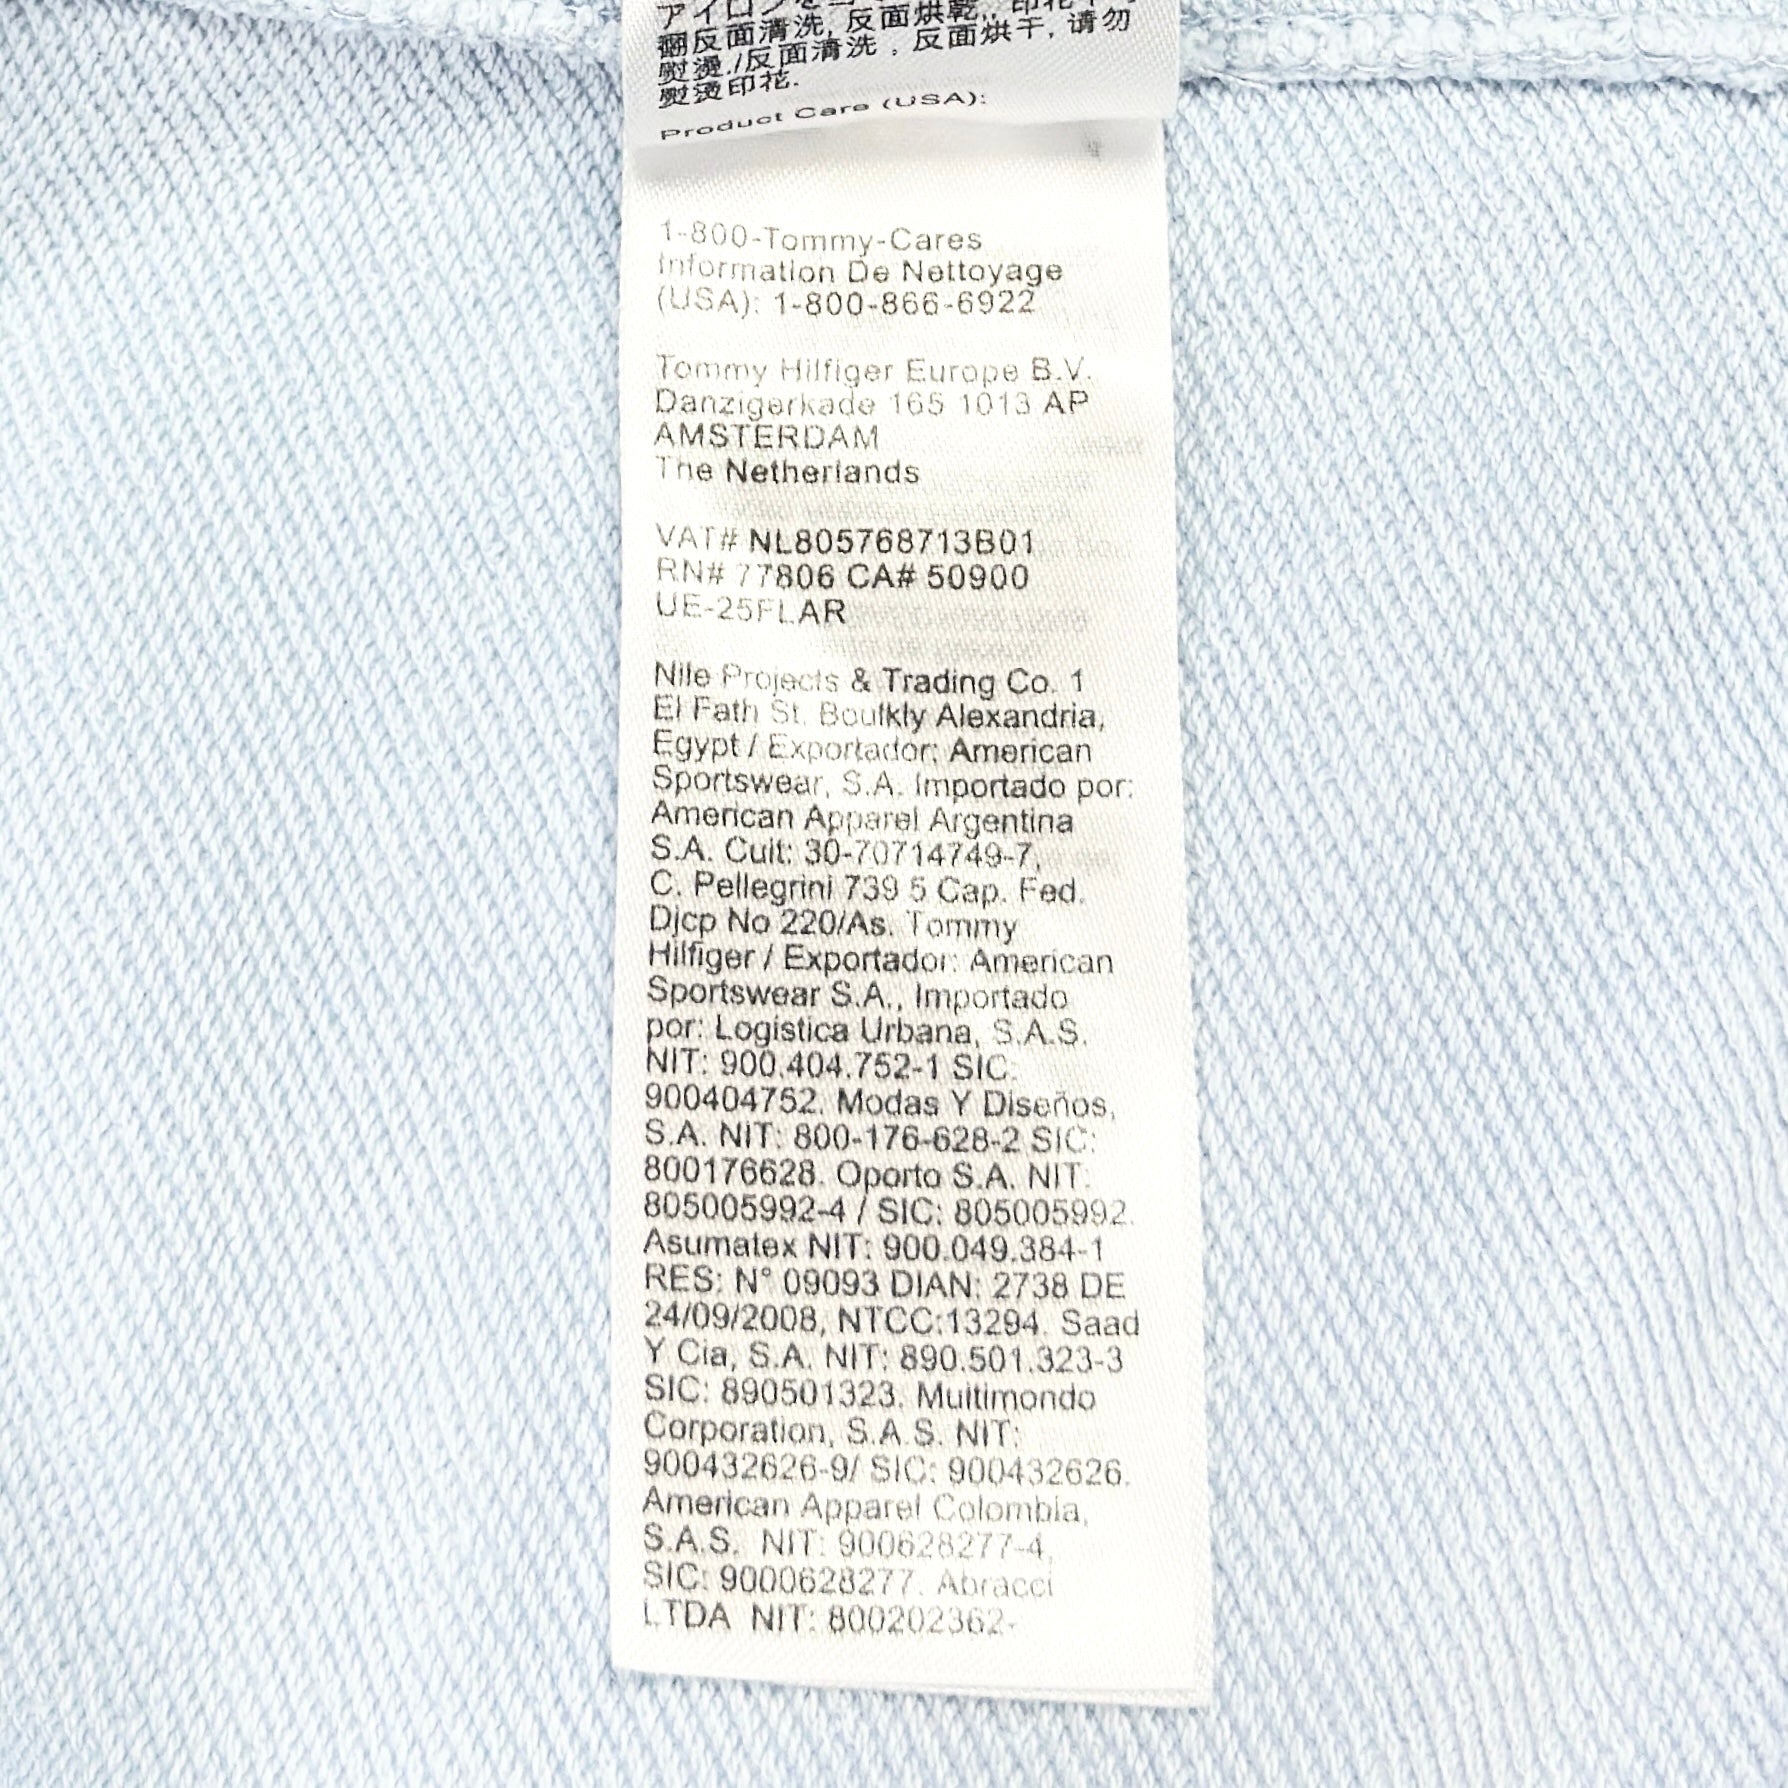 翻反面清洗, 反面烘乾,, 印花
熨燙./反面清洗 , 反面烘干, 请勿
熨烫印花.
Product Care (USA):
1-800-Tommy-Cares
Information De Nettoyage
(USA): 1-800-866-6922
Tommy Hilfiger Europe B.V.
Danzigerkade 165 1013 AP
AMSTERDAM
The Netherlands
VAT# NL805768713B01
RN# 77806 CA# 50900
UE-25FLAR
Nile Projects & Trading Co. 1
El Fath St. Boulkly Alexandria,
Egypt / Exportador: American
Sportswear, S.A. Importado por:
American Apparel Argentina
S.A. Cuit: 30-70714749-7,
C. Pellegrini 739 5 Cap. Fed.
Djcp No 220/As. Tommy
Hilfiger / Exportador: American
Sportswear S.A., Importado
por: Logistica Urbana, S.A.S.
NIT: 900.404.752-1 SIC:
900404752. Modas Y Diseños,
S.A. NIT: 800-176-628-2 SIC:
800176628. Oporto S.A. NIT:
805005992-4 / SIC: 805005992.
Asumatex NIT: 900.049.384-1
RES: N° 09093 DIAN: 2738 DE
24/09/2008, NTCC:13294. Saad
Y Cia, S.A. NIT: 890.501.323-3
SIC: 890501323. Multimondo
Corporation, S.A.S. NIT:
900432626-9/ SIC: 900432626.
American Apparel Colombia,
S.A.S. NIT: 900628277-4,
SIC: 9000628277. Abracci
LTDA NIT: 800202362-